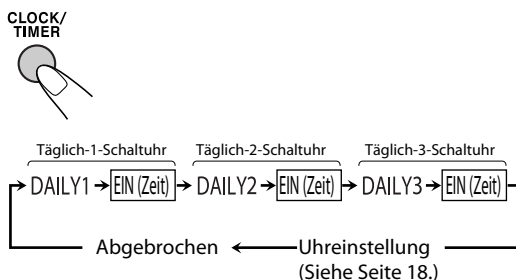 CLOCK/
TIMER
Täglich-1-Schaltuhr Täglich-2-Schaltuhr Täglich-3-Schaltuhr
DAILY1 EIN (Zeit) DAILY2 EIN (Zeit) DAILY3 EIN (Zeit)
Abgebrochen Uhreinstellung
(Siehe Seite 18.)